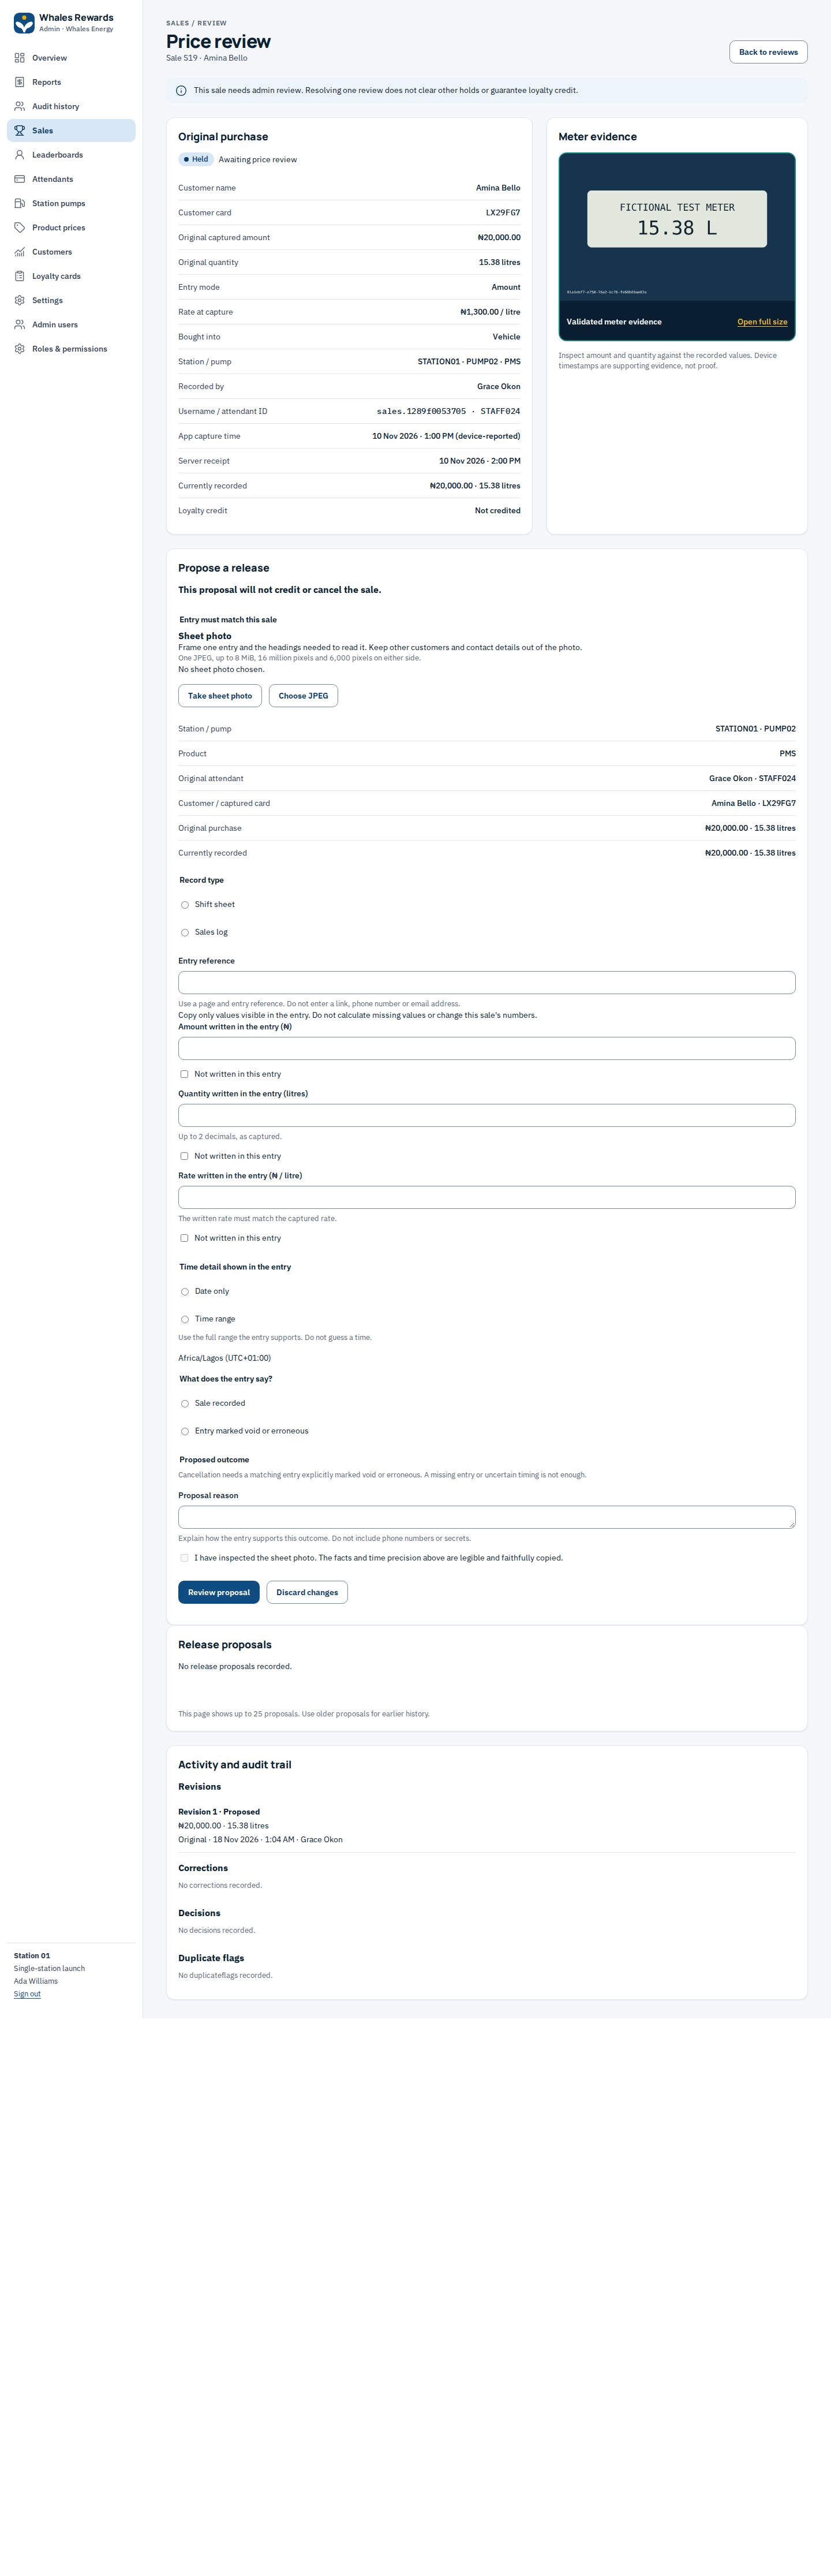 Whales Rewards
Admin · Whales Energy
Overview
Reports
Audit history
Sales
Leaderboards
Attendants
Station pumps
Product prices
Customers
Loyalty cards
Settings
Admin users
Roles & permissions
Station 01
Single-station launch
Ada Williams
Sign out
SALES / REVIEW
Price review
Sale S19 · Amina Bello
Back to reviews
This sale needs admin review. Resolving one review does not clear other holds or guarantee loyalty credit.
Original purchase
Held Awaiting price review
Customer name Amina Bello
Customer card LX29FG7
Original captured amount ₦20,000.00
Original quantity 15.38 litres
Entry mode Amount
Rate at capture ₦1,300.00 / litre
Bought into Vehicle
Station / pump STATION01 · PUMP02 · PMS
Recorded by Grace Okon
Username / attendant ID sales.1289f0053705 · STAFF024
App capture time 10 Nov 2026 · 1:00 PM (device-reported)
Server receipt 10 Nov 2026 · 2:00 PM
Currently recorded ₦20,000.00 · 15.38 litres
Loyalty credit Not credited
Meter evidence
FICTIONAL TEST METER
15.38 L
Validated meter evidence Open full size
Inspect amount and quantity against the recorded values. Device
timestamps are supporting evidence, not proof.
Propose a release
This proposal will not credit or cancel the sale.
Entry must match this sale
Sheet photo
Frame one entry and the headings needed to read it. Keep other customers and contact details out of the photo.
One JPEG, up to 8 MiB, 16 million pixels and 6,000 pixels on either side.
No sheet photo chosen.
Take sheet photo Choose JPEG
Station / pump STATION01 · PUMP02
Product PMS
Original attendant Grace Okon · STAFF024
Customer / captured card Amina Bello · LX29FG7
Original purchase ₦20,000.00 · 15.38 litres
Currently recorded ₦20,000.00 · 15.38 litres
Record type
Shift sheet
Sales log
Entry reference
Use a page and entry reference. Do not enter a link, phone number or email address.
Copy only values visible in the entry. Do not calculate missing values or change this sale's numbers.
Amount written in the entry (₦)
Not written in this entry
Quantity written in the entry (litres)
Up to 2 decimals, as captured.
Not written in this entry
Rate written in the entry (₦ / litre)
The written rate must match the captured rate.
Not written in this entry
Time detail shown in the entry
Date only
Time range
Use the full range the entry supports. Do not guess a time.
Africa/Lagos (UTC+01:00)
What does the entry say?
Sale recorded
Entry marked void or erroneous
Proposed outcome
Cancellation needs a matching entry explicitly marked void or erroneous. A missing entry or uncertain timing is not enough.
Proposal reason
Explain how the entry supports this outcome. Do not include phone numbers or secrets.
I have inspected the sheet photo. The facts and time precision above are legible and faithfully copied.
Review proposal Discard changes
Release proposals
No release proposals recorded.
This page shows up to 25 proposals. Use older proposals for earlier history.
Activity and audit trail
Revisions
Revision 1 · Proposed
₦20,000.00 · 15.38 litres
Original · 18 Nov 2026 · 1:04 AM · Grace Okon
Corrections
No corrections recorded.
Decisions
No decisions recorded.
Duplicate flags
No duplicateflags recorded.